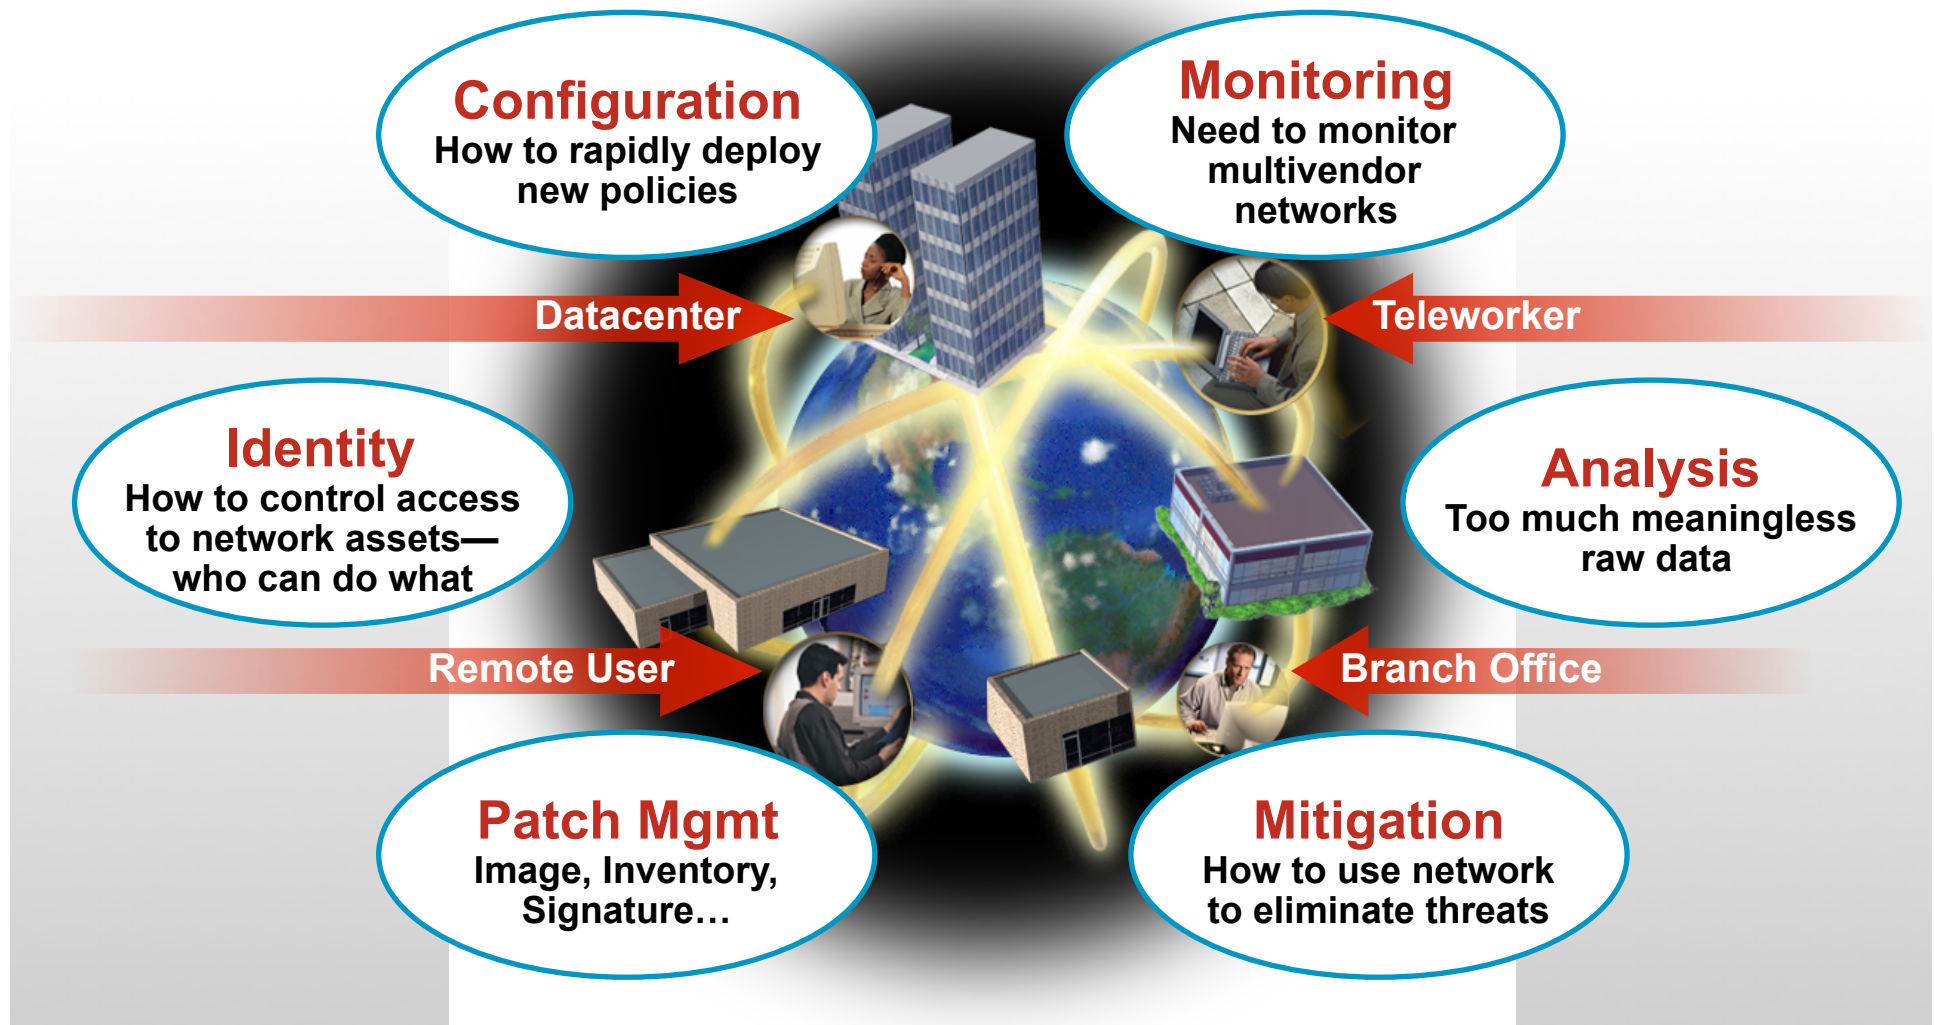 Configuration
How to rapidly deploy
new policies
Monitoring
Need to monitor
multivendor
networks
Datacenter
Teleworker
Identity
How to control access
to network assets—
who can do what
Analysis
Too much meaningless
raw data
Remote User
Branch Office
Patch Mgmt
Image, Inventory,
Signature…
Mitigation
How to use network
to eliminate threats